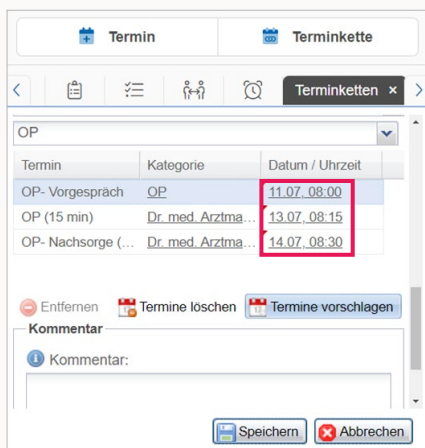 Termin Terminkette
Terminketten ×
OP
Termin Kategorie Datum / Uhrzeit
OP- Vorgespräch OP 11.07, 08:00
OP (15 min) Dr. med. Arztma... 13.07, 08:15
OP- Nachsorge (... Dr. med. Arztma... 14.07, 08:30
Entfernen Termine löschen Termine vorschlagen
Kommentar
Kommentar:
Speichern Abbrechen